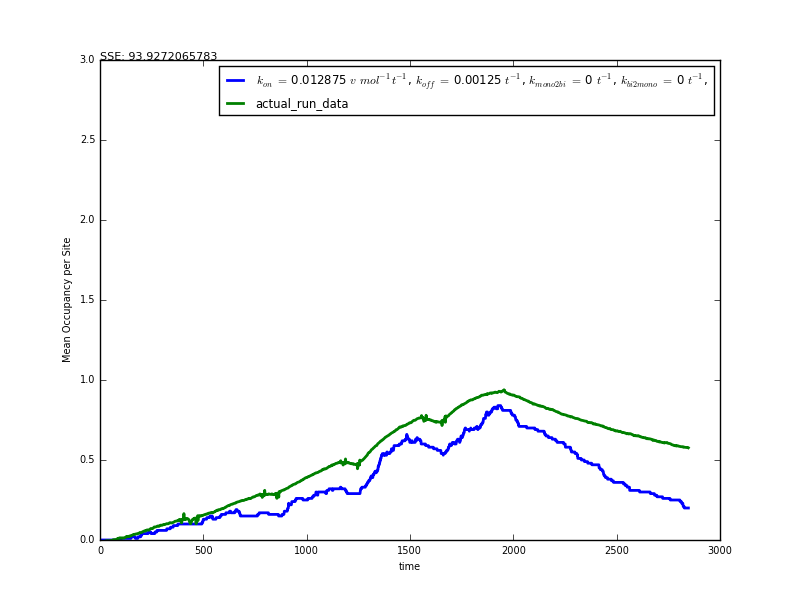 SSE: 93.9272065783
k_on = 0.012875 v mol^−1 t^−1, k_off = 0.00125 t^−1, k_mono2bi = 0 t^−1, k_bi2mono = 0 t^−1,
actual_run_data
3.0
2.5
2.0
1.5
1.0
0.5
0.0
Mean Occupancy per Site
0 500 1000 1500 2000 2500 3000
time